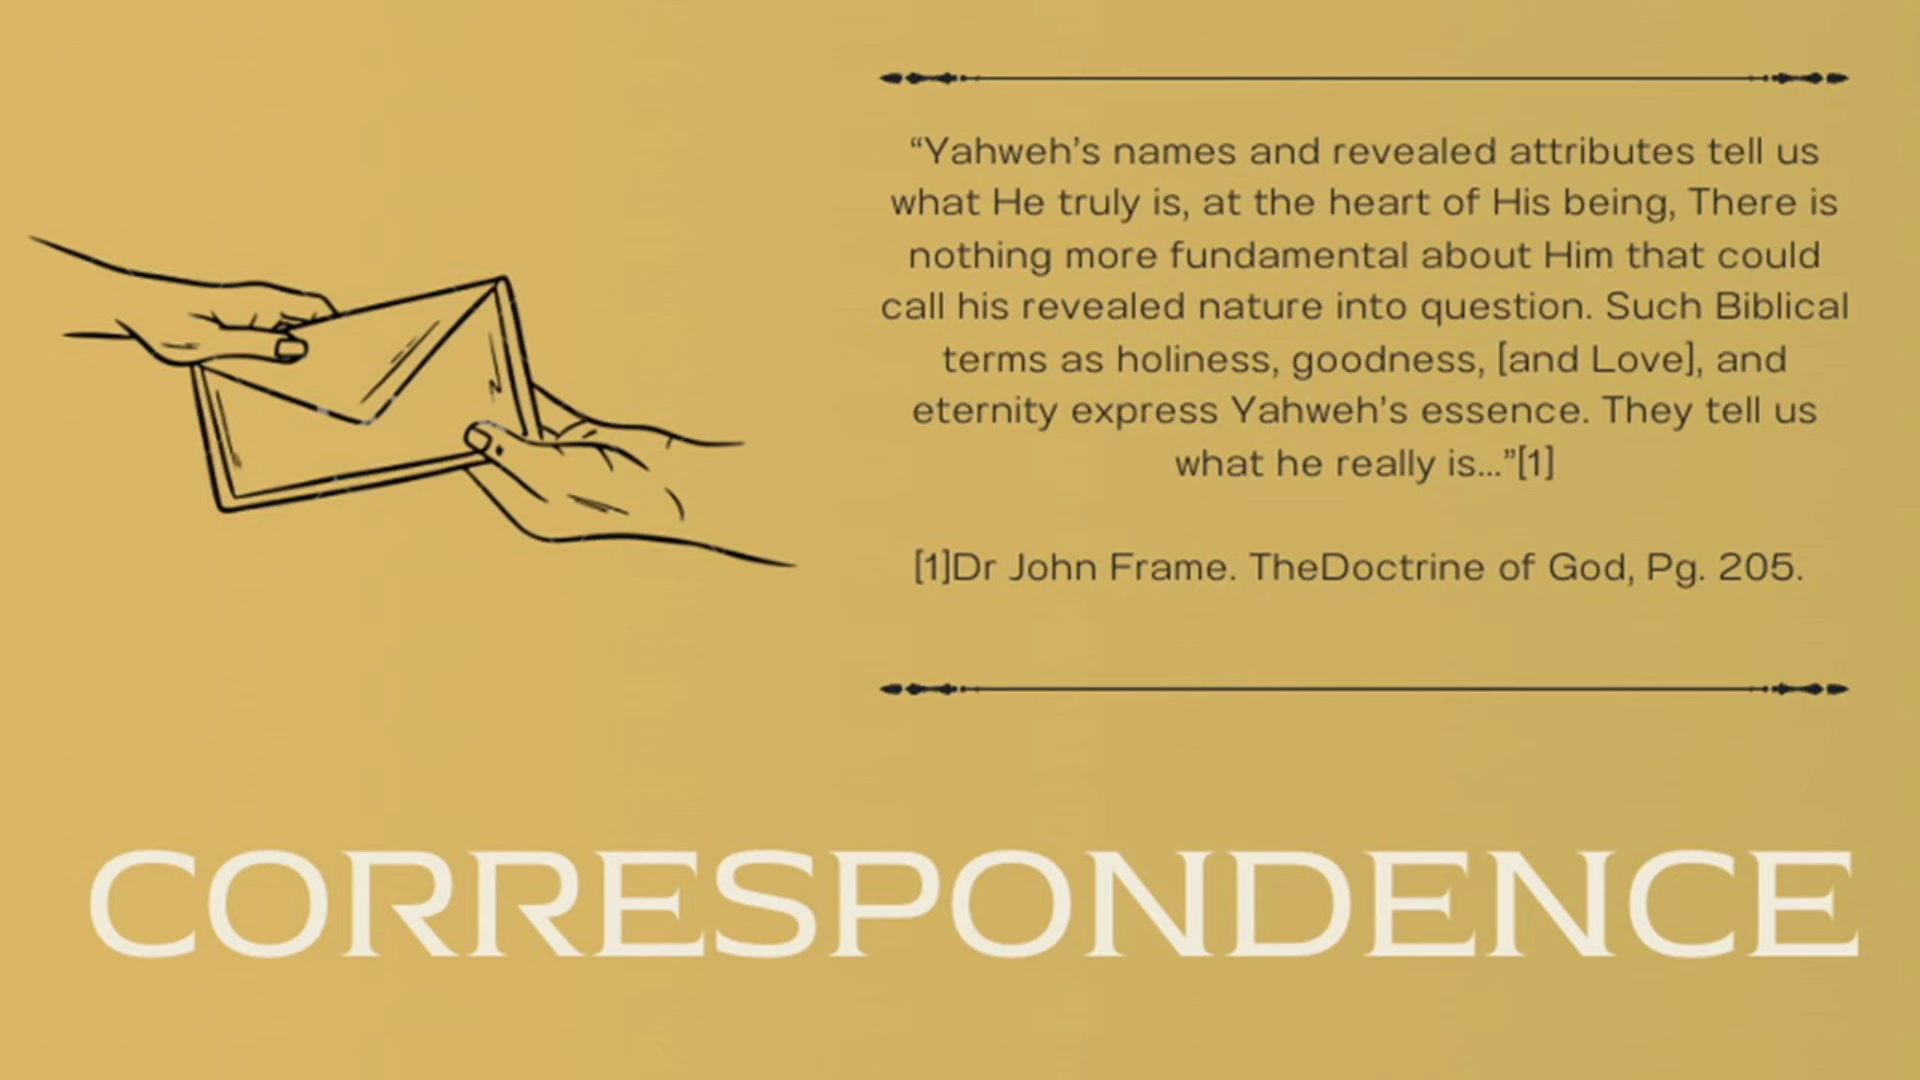 “Yahweh’s names and revealed attributes tell us
what He truly is, at the heart of His being, There is
nothing more fundamental about Him that could
call his revealed nature into question. Such Biblical
terms as holiness, goodness, [and Love], and
eternity express Yahweh’s essence. They tell us
what he really is...”[1]
[1]Dr John Frame. TheDoctrine of God, Pg. 205.
CORRESPONDENCE